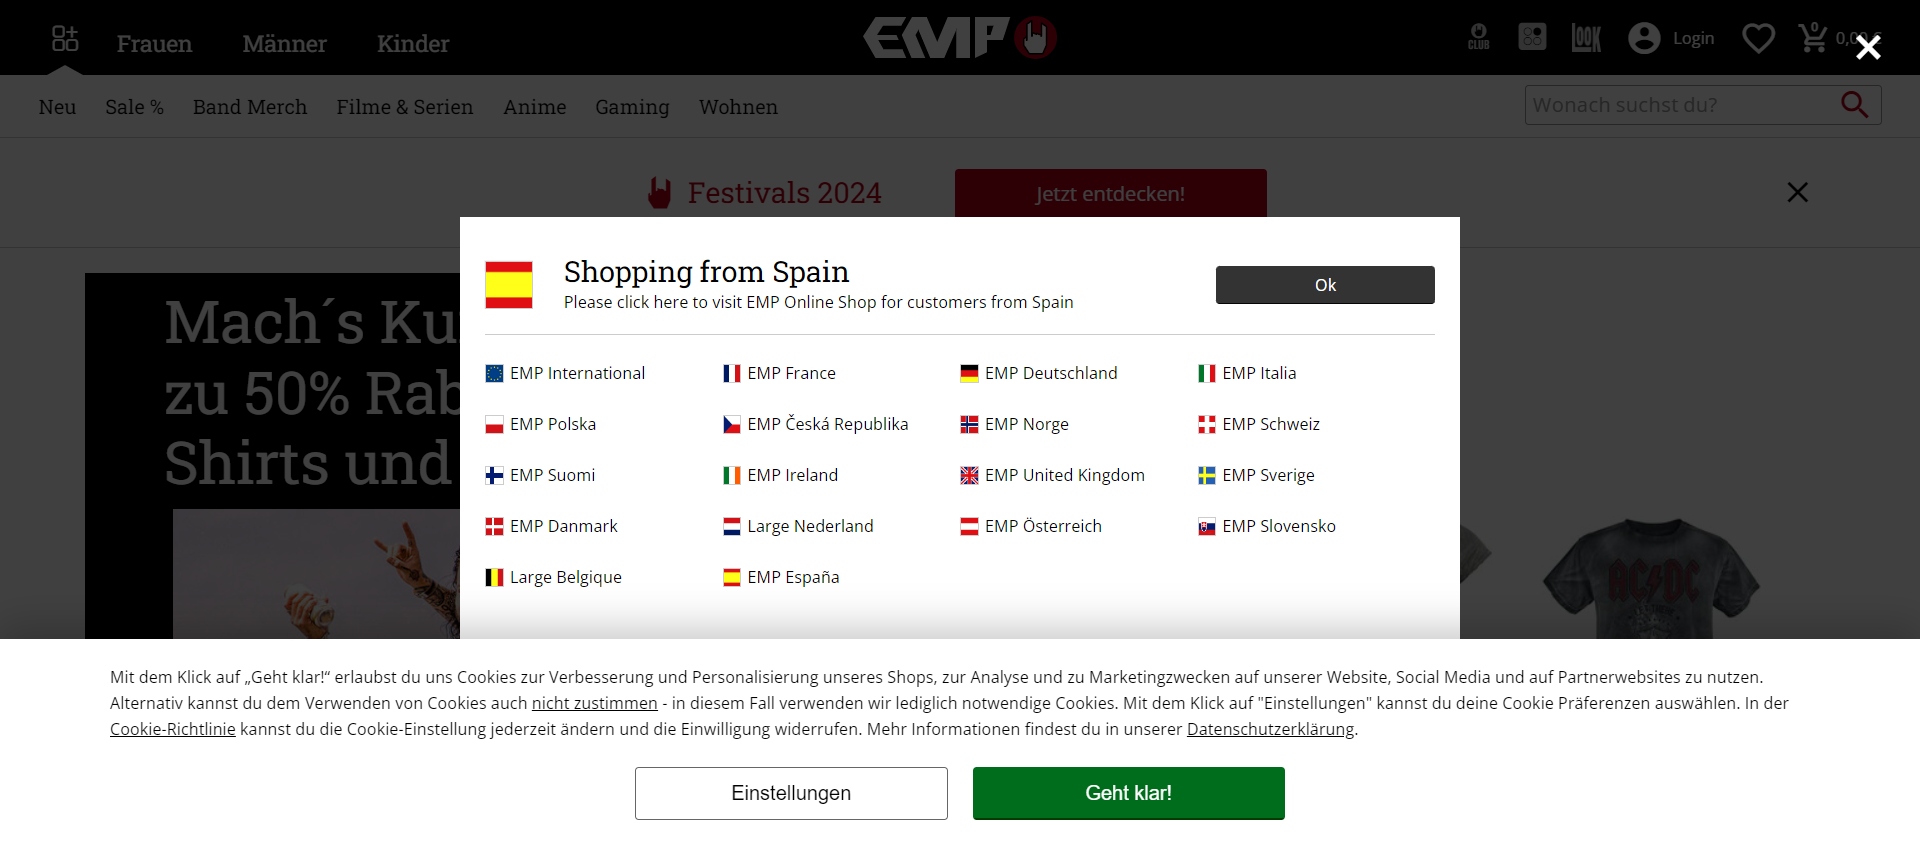 Frauen
Männer
Kinder
EMP
CLUB
LOOK
Login
0
Neu
Sale %
Band Merch
Filme & Serien
Anime
Gaming
Wohnen
Wonach suchst du?
Festivals 2024
Jetzt entdecken!
Mach´s
zu 50%
Shirts und
Shopping from Spain
Please click here to visit EMP Online Shop for customers from Spain
Ok
EMP International
EMP France
EMP Deutschland
EMP Italia
EMP Polska
EMP Česká Republika
EMP Norge
EMP Schweiz
EMP Suomi
EMP Ireland
EMP United Kingdom
EMP Sverige
EMP Danmark
Large Nederland
EMP Österreich
EMP Slovensko
Large Belgique
EMP España
AC/DC
Mit dem Klick auf „Geht klar!“ erlaubst du uns Cookies zur Verbesserung und Personalisierung unseres Shops, zur Analyse und zu Marketingzwecken auf unserer Website, Social Media und auf Partnerwebsites zu nutzen.
Alternativ kannst du dem Verwenden von Cookies auch nicht zustimmen - in diesem Fall verwenden wir lediglich notwendige Cookies. Mit dem Klick auf "Einstellungen" kannst du deine Cookie Präferenzen auswählen. In der
Cookie-Richtlinie kannst du die Cookie-Einstellung jederzeit ändern und die Einwilligung widerrufen. Mehr Informationen findest du in unserer Datenschutzerklärung.
Einstellungen
Geht klar!